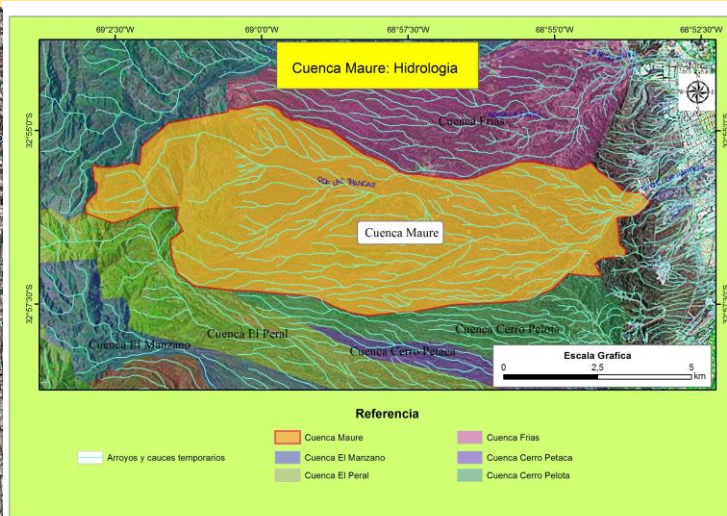 69°2'30"O
69°0'0"O
68°57'30"O
68°55'0"O
68°52'30"O
Cuenca Maure: Hidrologia
32°55'0"S
32°55'0"S
Cuenca Frias
QDE LAS TRANCAS
Cuenca Maure
32°57'30"S
32°57'30"S
Cuenca Cerro Pelota
Cuenca El Peral
Cuenca El Manzano
Cuenca Cerro Petaca
Escala Grafica
0 2,5 5
km
Referencia
Arroyos y cauces temporarios
Cuenca Maure
Cuenca El Manzano
Cuenca El Peral
Cuenca Frias
Cuenca Cerro Petaca
Cuenca Cerro Pelota